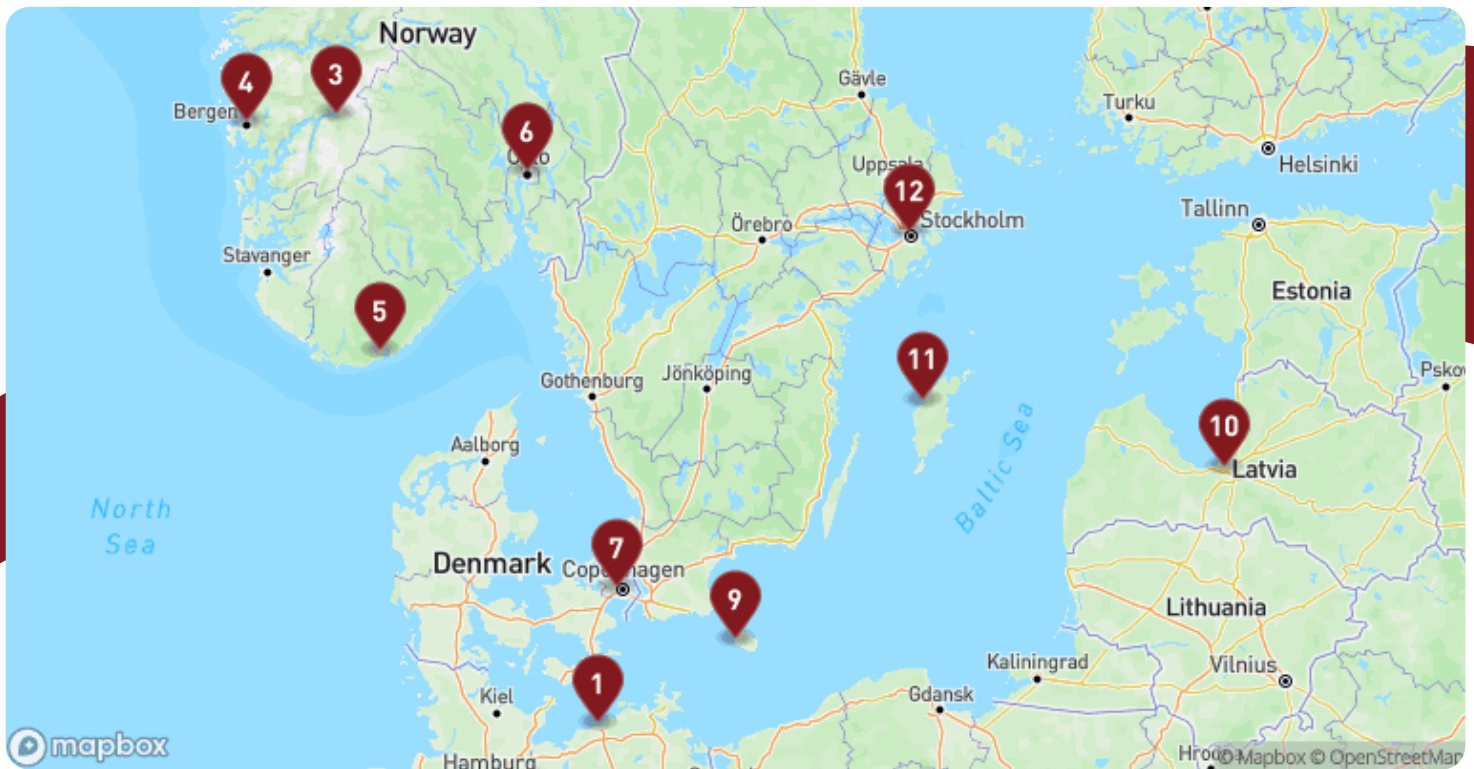 Norway
4
3
Bergen
Gävle
Turku
6
Helsinki
Uppsala
12
Stockholm
Tallinn
Örebro
Stavanger
Estonia
5
11
Gothenburg
Jönköping
10
Latvia
Aalborg
North
Sea
Baltic Sea
7
Denmark
Copenhagen
9
Lithuania
1
Kaliningrad
Vilnius
Kiel
Gdansk
mapbox
Hamburg
© Mapbox © OpenStreetMap